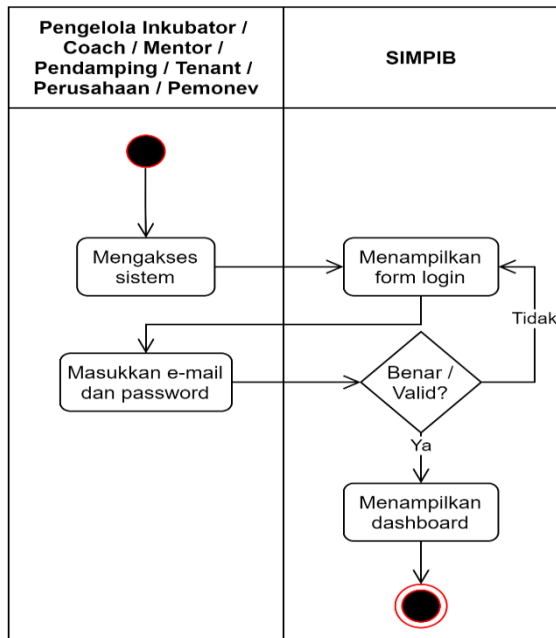 Pengelola Inkubator /
Coach / Mentor /
Pendamping / Tenant /
Perusahaan / Pemonev
SIMPIB
Mengakses
sistem
Menampilkan
form login
Tidak
Masukkan e-mail
dan password
Benar /
Valid?
Ya
Menampilkan
dashboard